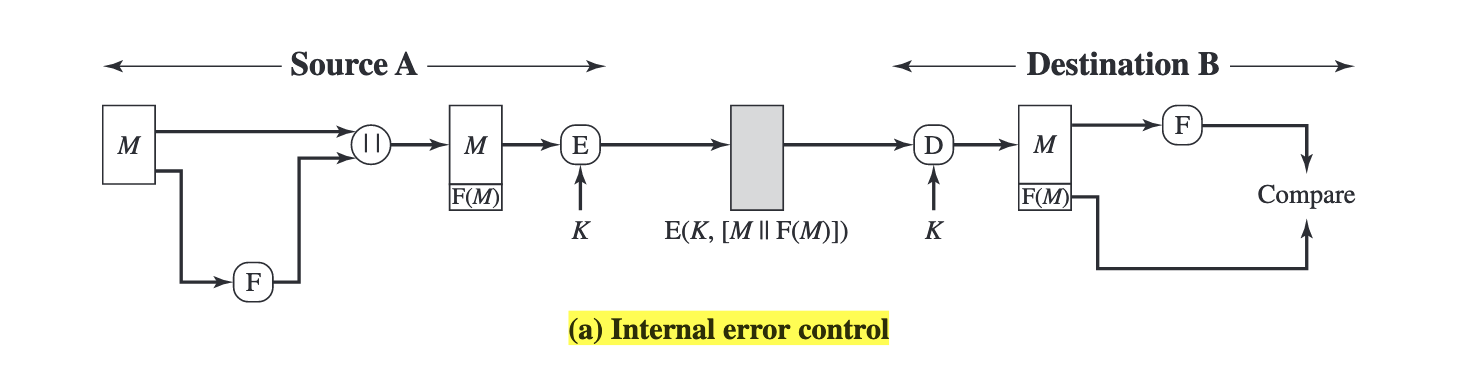 Source A
Destination B
M
||
M
F(M)
E
K
E(K, [M || F(M)])
D
K
M
F(M)
F
Compare
F
(a) Internal error control